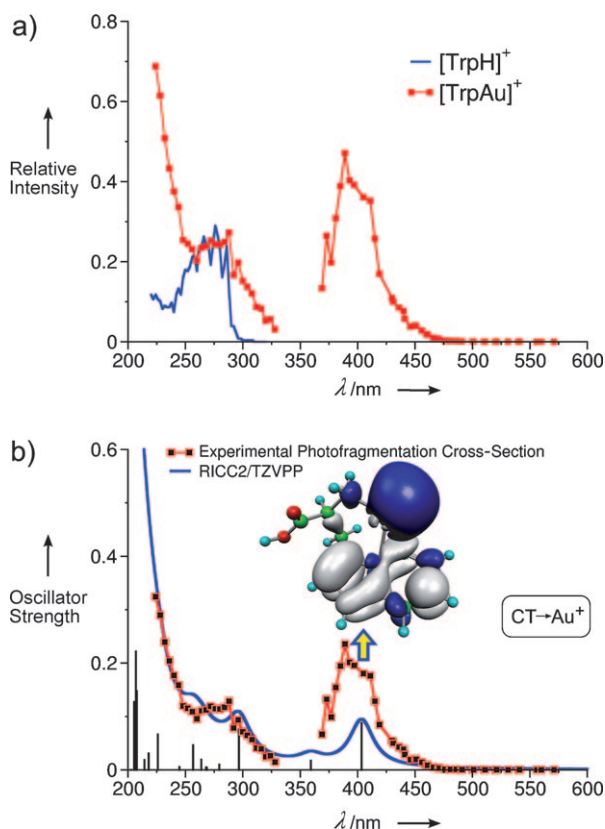 a)
0.8
0.6
0.4
0.2
0
Relative
Intensity
[TrpH]+
[TrpAu]+
200 250 300 350 400 450 500 550 600
λ /nm
b)
0.6
0.4
0.2
0
Oscillator
Strength
Experimental Photofragmentation Cross-Section
RICC2/TZVPP
CT→Au+
200 250 300 350 400 450 500 550 600
λ /nm